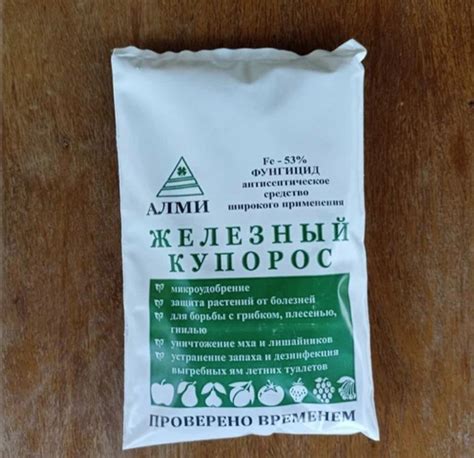 Fe - 53%
ФУНГИЦИД
антисептическое
средство
широкого применения
АЛМИ
ЖЕЛЕЗНЫЙ
КУПОРОС
микроудобрение
защита растений от болезней
для борьбы с грибком, плесенью,
гнилью
уничтожение мха и лишайников
устранение запаха и дезинфекция
выгребных ям летних туалетов
ПРОВЕРЕНО ВРЕМЕНЕМ